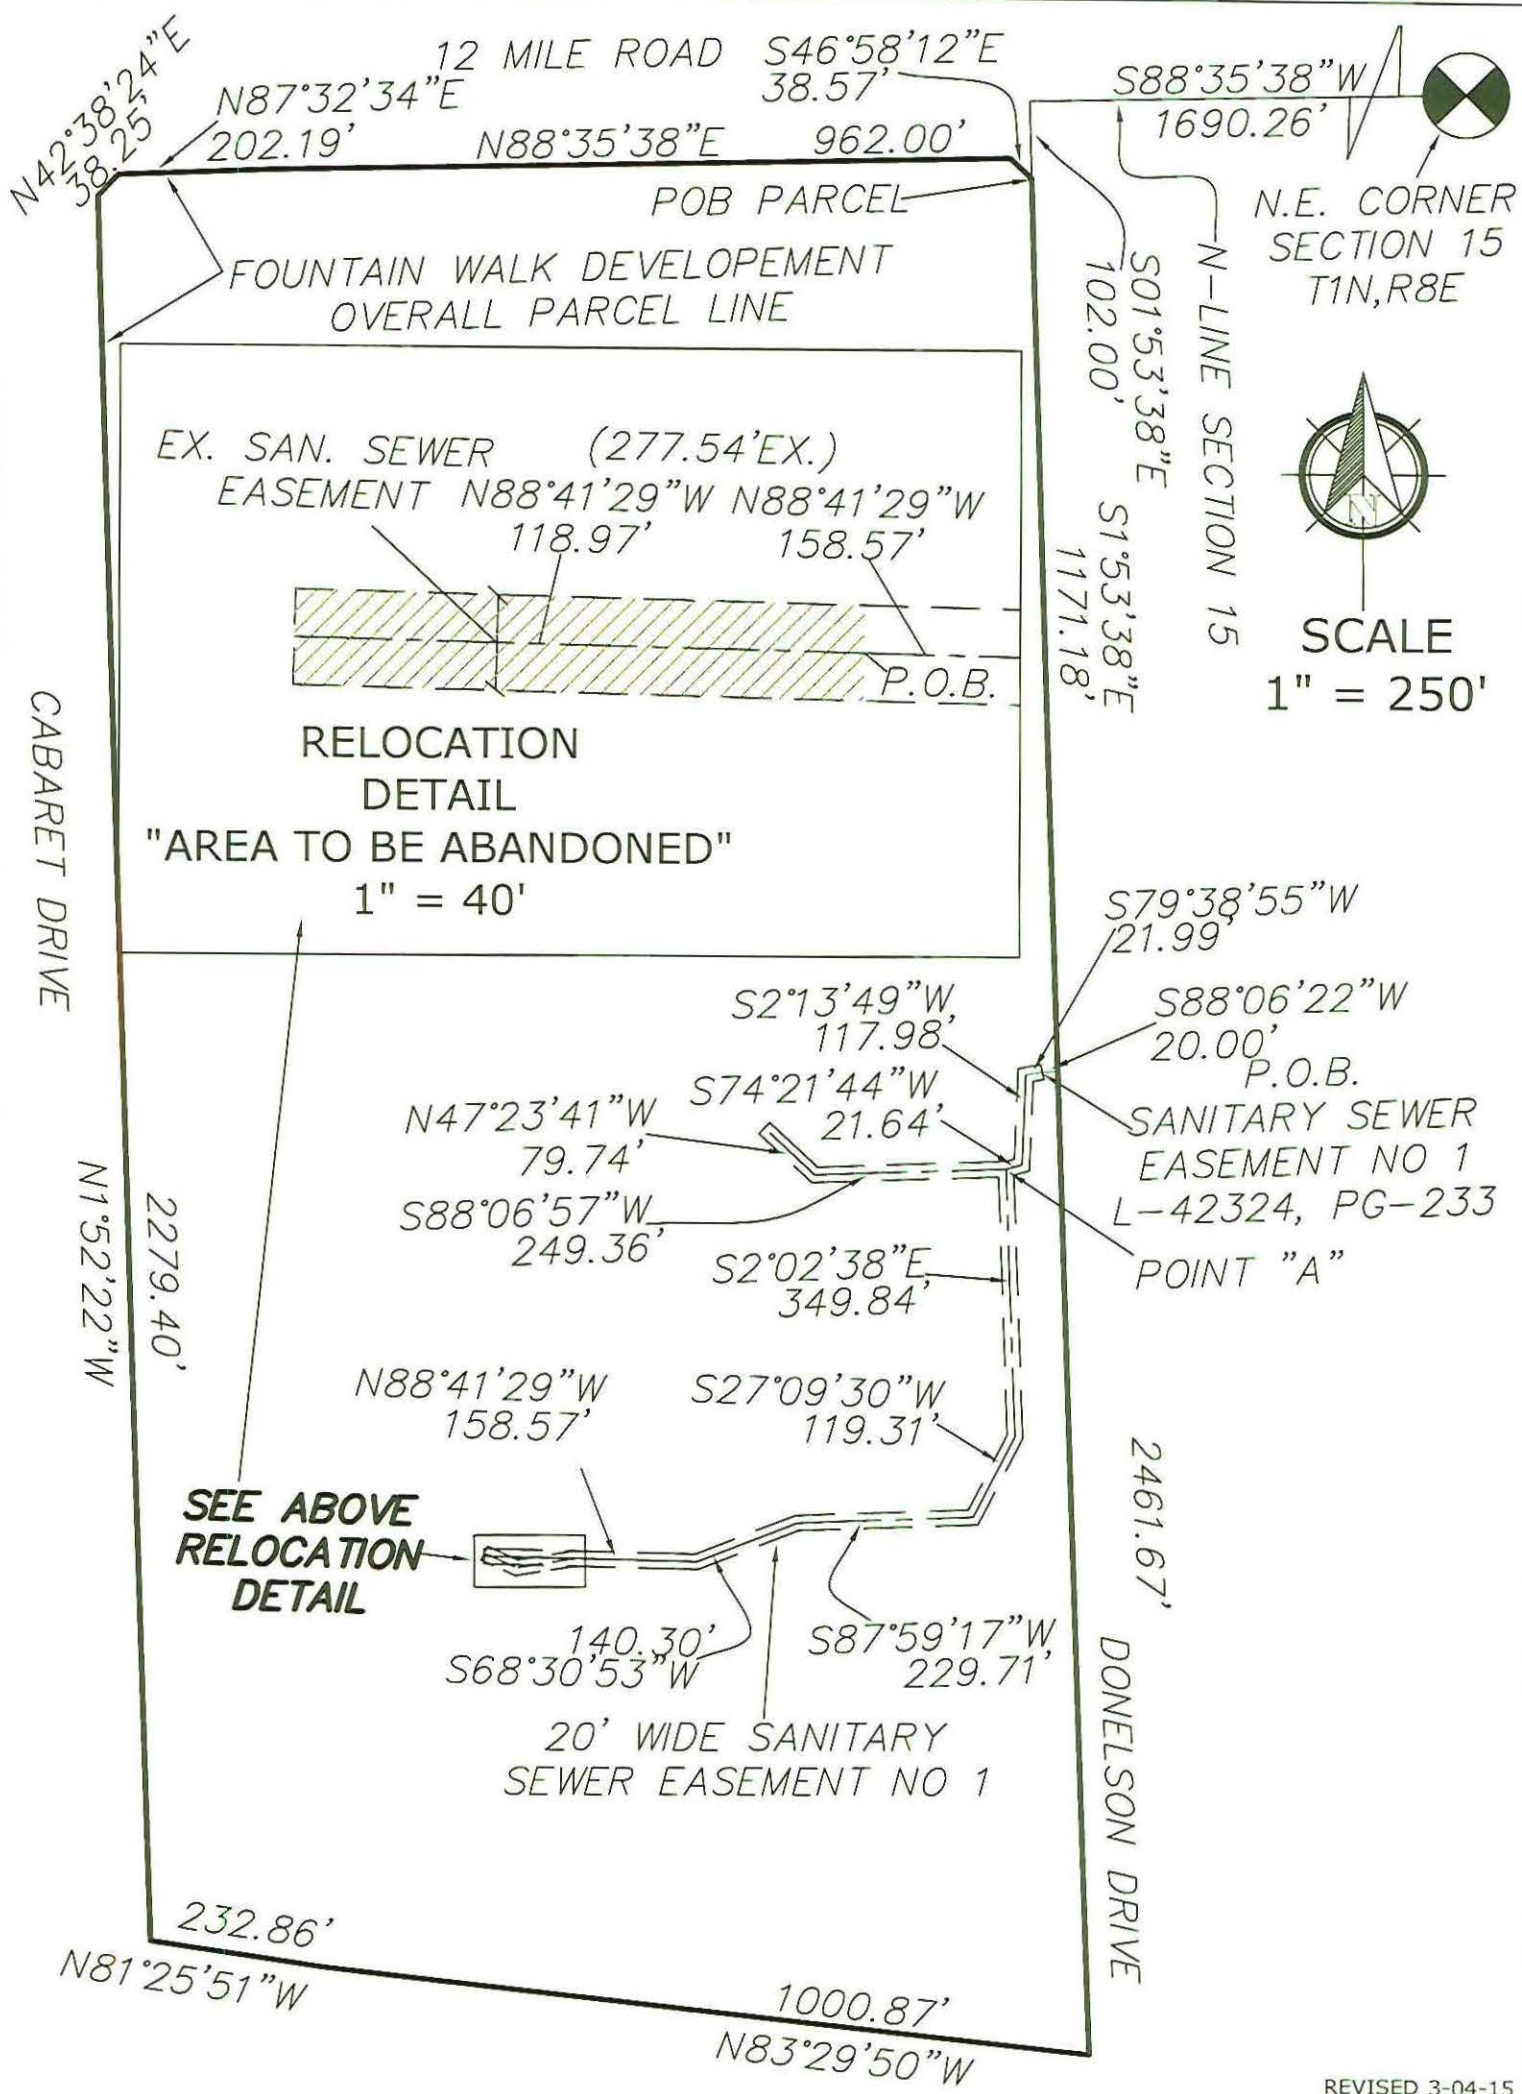 12 MILE ROAD
S46°58'12"E
38.57'
N42°38'24"E
38.25'
N87°32'34"E
202.19'
N88°35'38"E
962.00'
S88°35'38"W
1690.26'
POB PARCEL
N.E. CORNER
SECTION 15
T1N,R8E
FOUNTAIN WALK DEVELOPEMENT
OVERALL PARCEL LINE
S01°53'38"E
102.00'
N-LINE SECTION 15
EX. SAN. SEWER
EASEMENT
(277.54'EX.)
N88°41'29"W
118.97'
N88°41'29"W
158.57'
P.O.B.
S1°53'38"E
1171.18'
N
SCALE
1" = 250'
RELOCATION
DETAIL
"AREA TO BE ABANDONED"
1" = 40'
CABARET DRIVE
S79°38'55"W
21.99'
S88°06'22"W
20.00'
P.O.B.
SANITARY SEWER
EASEMENT NO 1
L-42324, PG-233
POINT "A"
S2°13'49"W
117.98'
S74°21'44"W
21.64'
N47°23'41"W
79.74'
S88°06'57"W
249.36'
S2°02'38"E
349.84'
N1°52'22"W
2279.40'
N88°41'29"W
158.57'
S27°09'30"W
119.31'
2461.67'
SEE ABOVE
RELOCATION
DETAIL
140.30'
S68°30'53"W
S87°59'17"W
229.71'
20' WIDE SANITARY
SEWER EASEMENT NO 1
DONELSON DRIVE
232.86'
N81°25'51"W
1000.87'
N83°29'50"W
REVISED 3-04-15